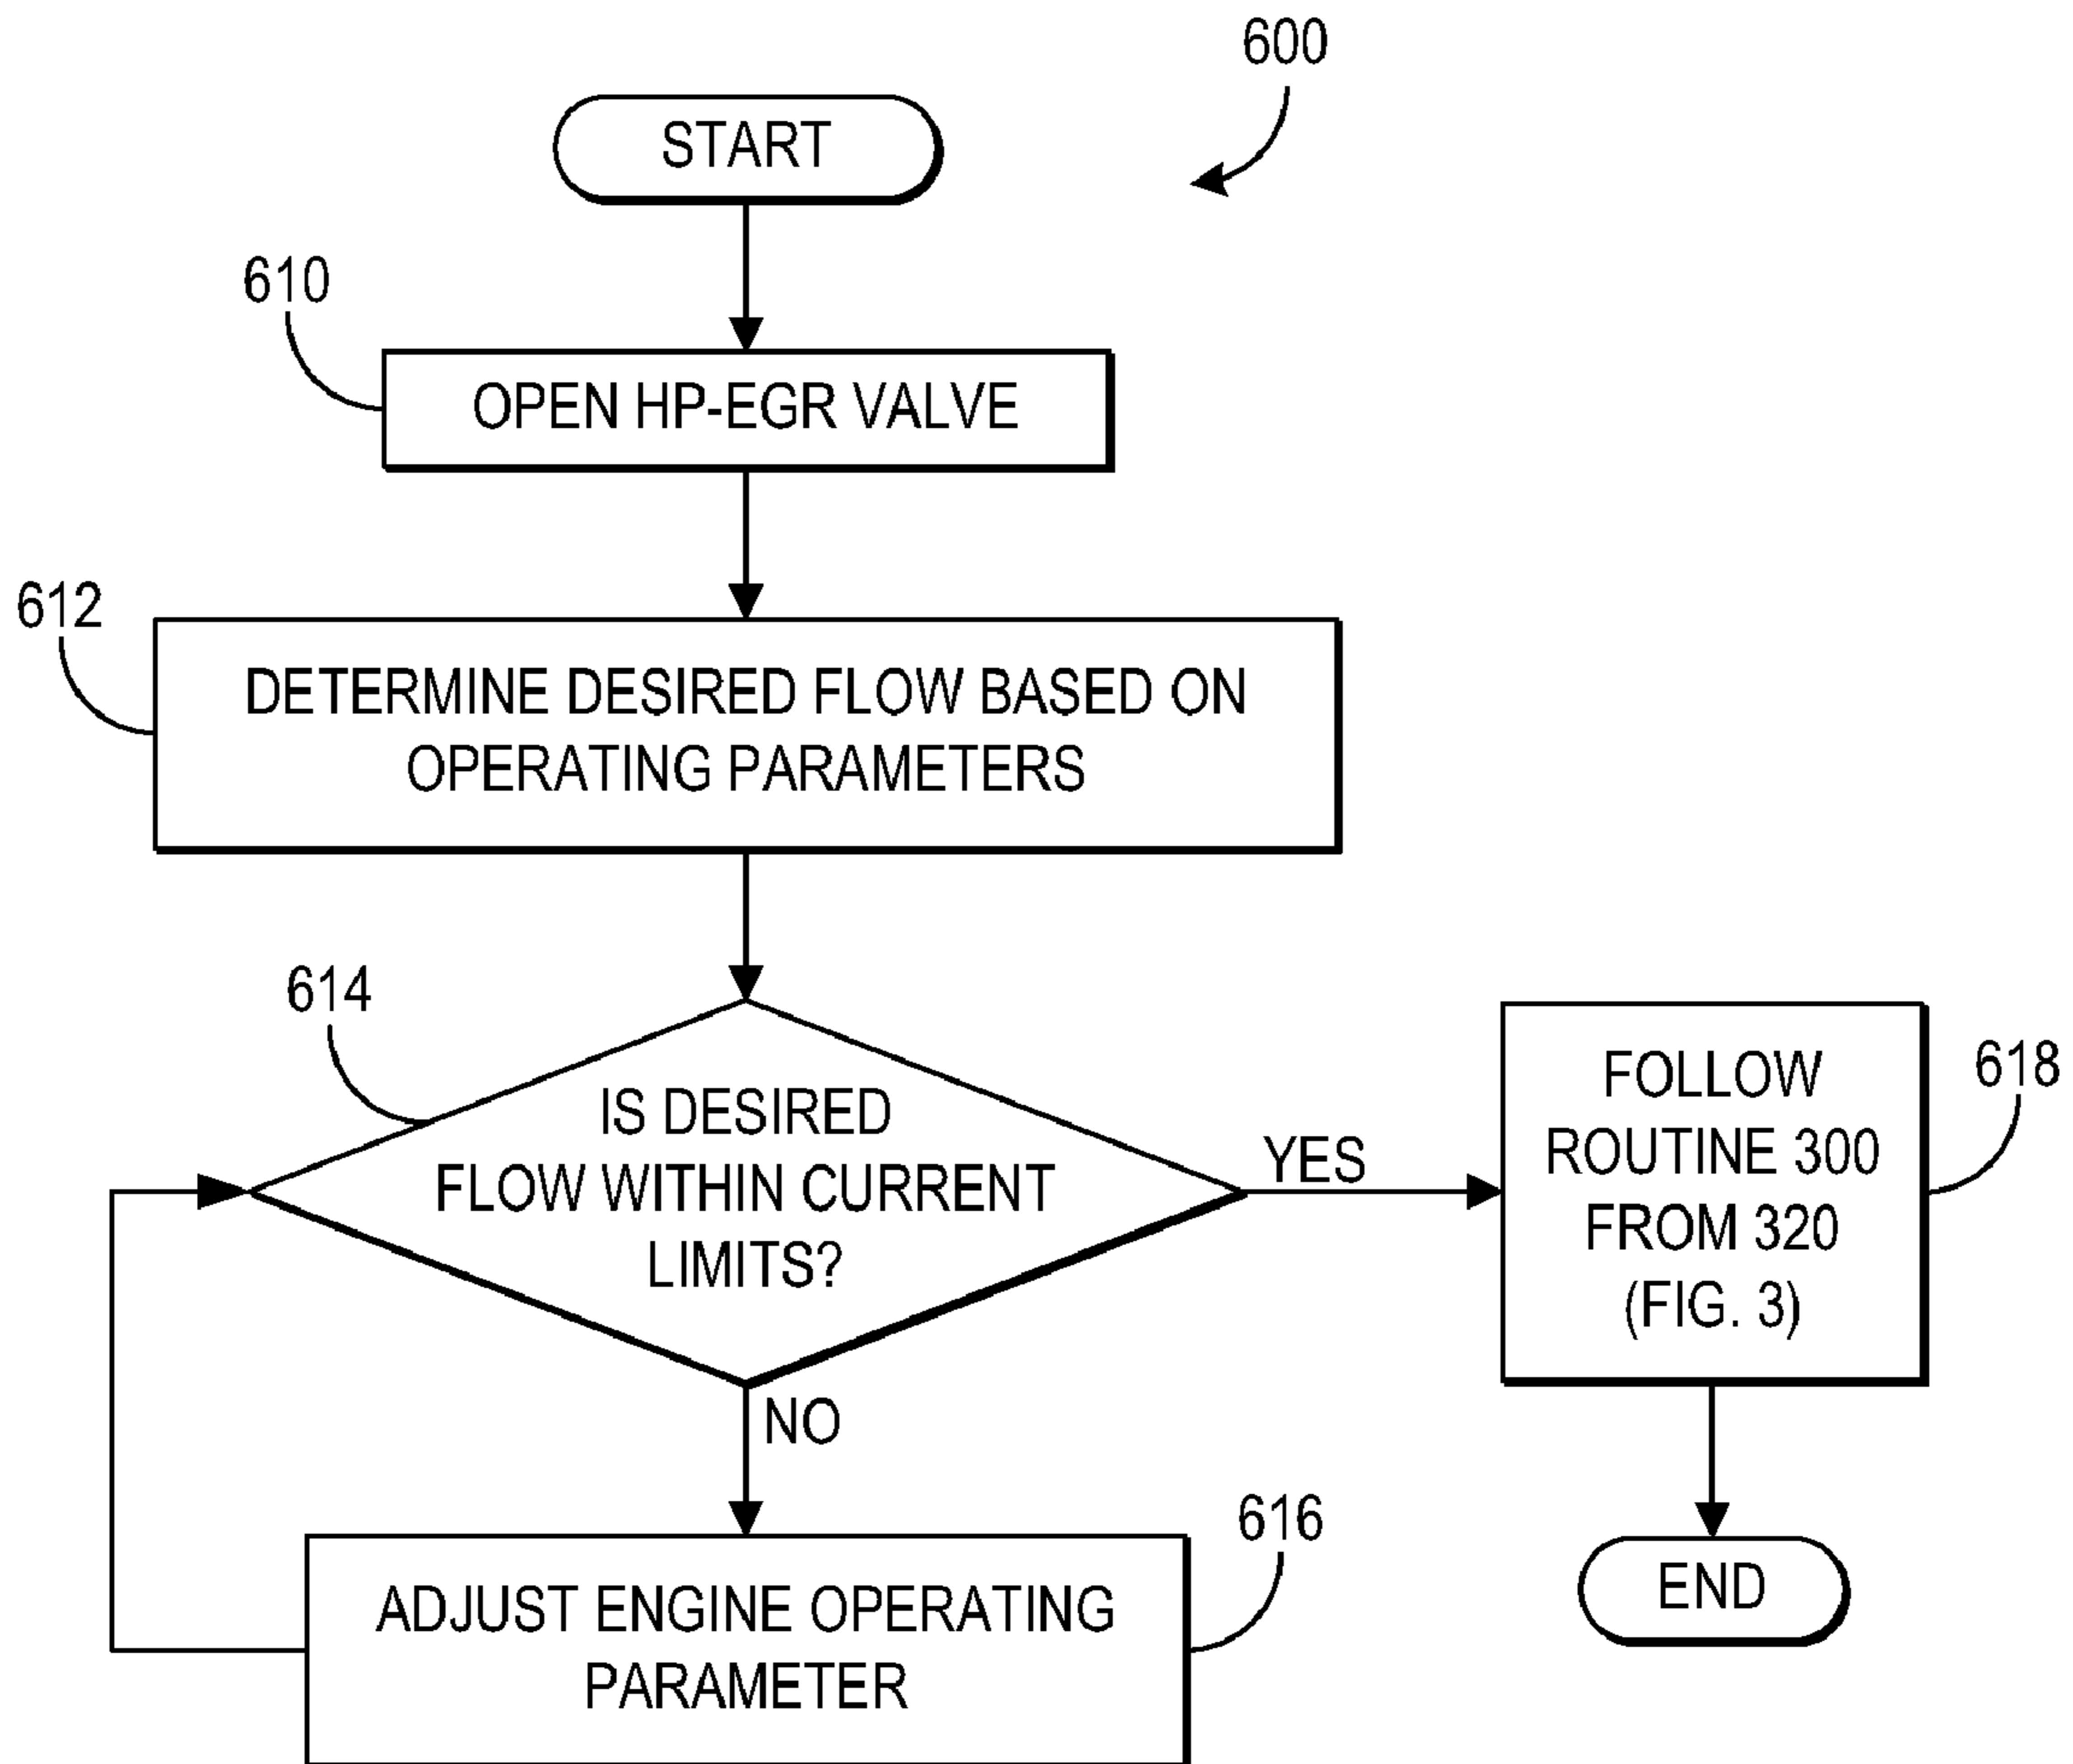 600
START
610
OPEN HP-EGR VALVE
612
DETERMINE DESIRED FLOW BASED ON
OPERATING PARAMETERS
614
IS DESIRED
FLOW WITHIN CURRENT
LIMITS?
YES
FOLLOW
ROUTINE 300
FROM 320
(FIG. 3)
618
NO
616
ADJUST ENGINE OPERATING
PARAMETER
END